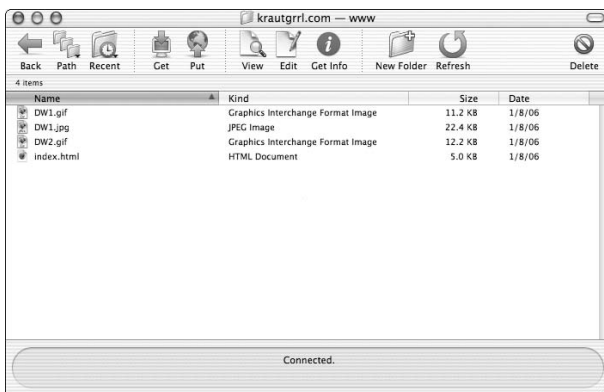 krautgrrl.com — www
Back Path Recent Get Put View Edit Get Info New Folder Refresh Delete
4 items
Name Kind Size Date
DW1.gif Graphics Interchange Format Image 11.2 KB 1/8/06
DW1.jpg JPEG Image 22.4 KB 1/8/06
DW2.gif Graphics Interchange Format Image 12.2 KB 1/8/06
index.html HTML Document 5.0 KB 1/8/06
Connected.